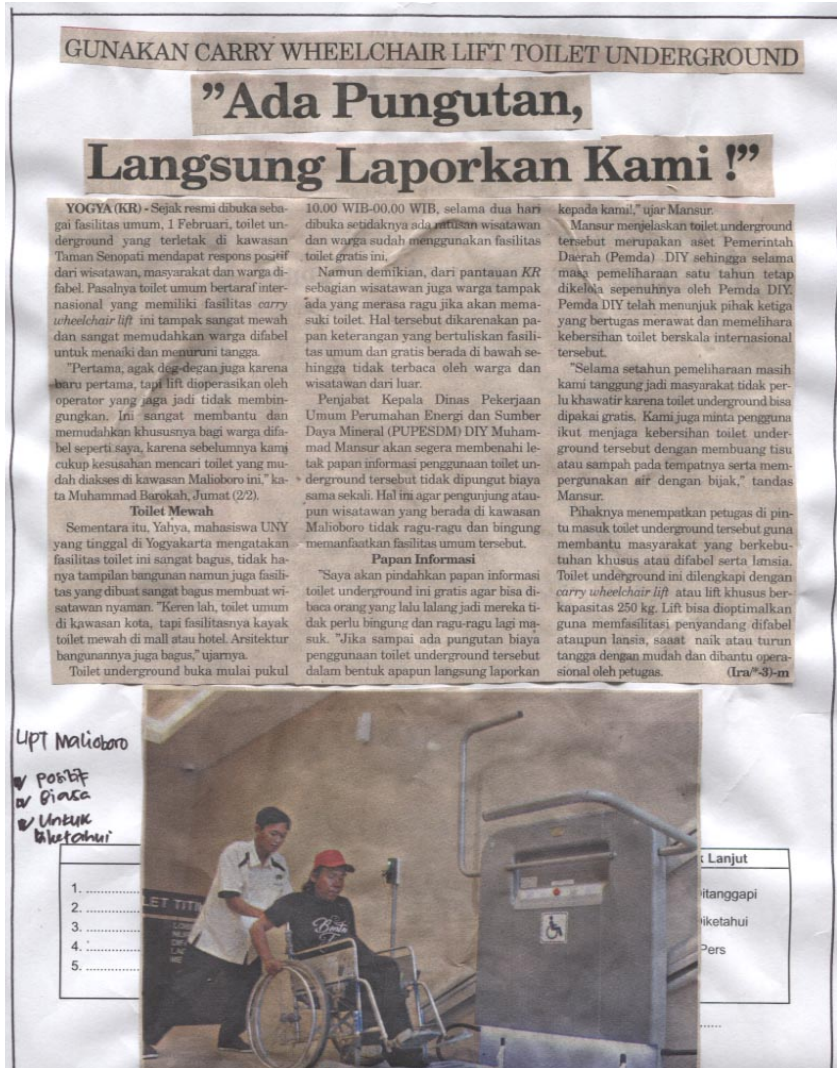 GUNAKAN CARRY WHEELCHAIR LIFT TOILET UNDERGROUND
"Ada Pungutan,
Langsung Laporkan Kami !"
YOGYA (KR) - Sejak resmi dibuka seba-
gai fasilitas umum, 1 Februari, toilet un-
derground yang terletak di kawasan
Taman Senopati mendapat respons positif
dari wisatawan, masyarakat dan warga di-
fabel. Pasalnya toilet umum bertaraf inter-
nasional yang memiliki fasilitas carry
wheelchair lift ini tampak sangat mewah
dan sangat memudahkan warga difabel
untuk menaiki dan menuruni tangga.
"Pertama, agak deg-degan juga karena
baru pertama, tapi lift dioperasikan oleh
operator yang jaga jadi tidak membin-
gungkan. Ini sangat membantu dan
memudahkan khususnya bagi warga difa-
bel seperti saya, karena sebelumnya kami
cukup kesusahan mencari toilet yang mu-
dah diakses di kawasan Malioboro ini," ka-
ta Muhammad Barokah, Jumat (2/2).
Toilet Mewah
Sementara itu, Yahya, mahasiswa UNY
yang tinggal di Yogyakarta mengatakan
fasilitas toilet ini sangat bagus, tidak ha-
nya tampilan bangunan namun juga fasili-
tas yang dibuat sangat bagus membuat wi-
satawan nyaman. "Keren lah, toilet umum
di kawasan kota, tapi fasilitasnya kayak
toilet mewah di mall atau hotel. Arsitektur
bangunannya juga bagus," ujarnya.
Toilet underground buka mulai pukul
10.00 WIB-00.00 WIB, selama dua hari
dibuka setidaknya ada ratusan wisatawan
dan warga sudah menggunakan fasilitas
toilet gratis ini,
Namun demikian, dari pantauan KR
sebagian wisatawan juga warga tampak
ada yang merasa ragu jika akan mema-
suki toilet. Hal tersebut dikarenakan pa-
pan keterangan yang bertuliskan fasili-
tas umum dan gratis berada di bawah se-
hingga tidak terbaca oleh warga dan
wisatawan dari luar.
Penjabat Kepala Dinas Pekerjaan
Umum Perumahan Energi dan Sumber
Daya Mineral (PUPESDM) DIY Muham-
mad Mansur akan segera membenahi le-
tak papan informasi penggunaan toilet un-
derground tersebut tidak dipungut biaya
sama sekali. Hal ini agar pengunjung atau-
pun wisatawan yang berada di kawasan
Malioboro tidak ragu-ragu dan bingung
memanfaatkan fasilitas umum tersebut.
Papan Informasi
"Saya akan pindahkan papan informasi
toilet underground ini gratis agar bisa di-
baca orang yang lalu lalang jadi mereka ti-
dak perlu bingung dan ragu-ragu lagi ma-
suk. "Jika sampai ada pungutan biaya
penggunaan toilet underground tersebut
dalam bentuk apapun langsung laporkan
kepada kami!," ujar Mansur.
Mansur menjelaskan toilet underground
tersebut merupakan aset Pemerintah
Daerah (Pemda) DIY sehingga selama
masa pemeliharaan satu tahun tetap
dikelola sepenuhnya oleh Pemda DIY.
Pemda DIY telah menunjuk pihak ketiga
yang bertugas merawat dan memelihara
kebersihan toilet berskala internasional
tersebut.
"Selama setahun pemeliharaan masih
kami tanggung jadi masyarakat tidak per-
lu khawatir karena toilet underground bisa
dipakai gratis. Kami juga minta pengguna
ikut menjaga kebersihan toilet under-
ground tersebut dengan membuang tisu
atau sampah pada tempatnya serta mem-
pergunakan air dengan bijak," tandas
Mansur.
Pihaknya menempatkan petugas di pin-
tu masuk toilet underground tersebut guna
membantu masyarakat yang berkebu-
tuhan khusus atau difabel serta lansia.
Toilet underground ini dilengkapi dengan
carry wheelchair lift atau lift khusus ber-
kapasitas 250 kg. Lift bisa dioptimalkan
guna memfasilitasi penyandang difabel
ataupun lansia, saaat naik atau turun
tangga dengan mudah dan dibantu opera-
sional oleh petugas. (Ira/*-3)-m
UPT Malioboro
Positif
Biasa
Untuk
diketahui
1. ..........
2. ..........
3. ..........
4. ..........
5. ..........
LET TITI
k Lanjut
Ditanggapi
Diketahui
Pers